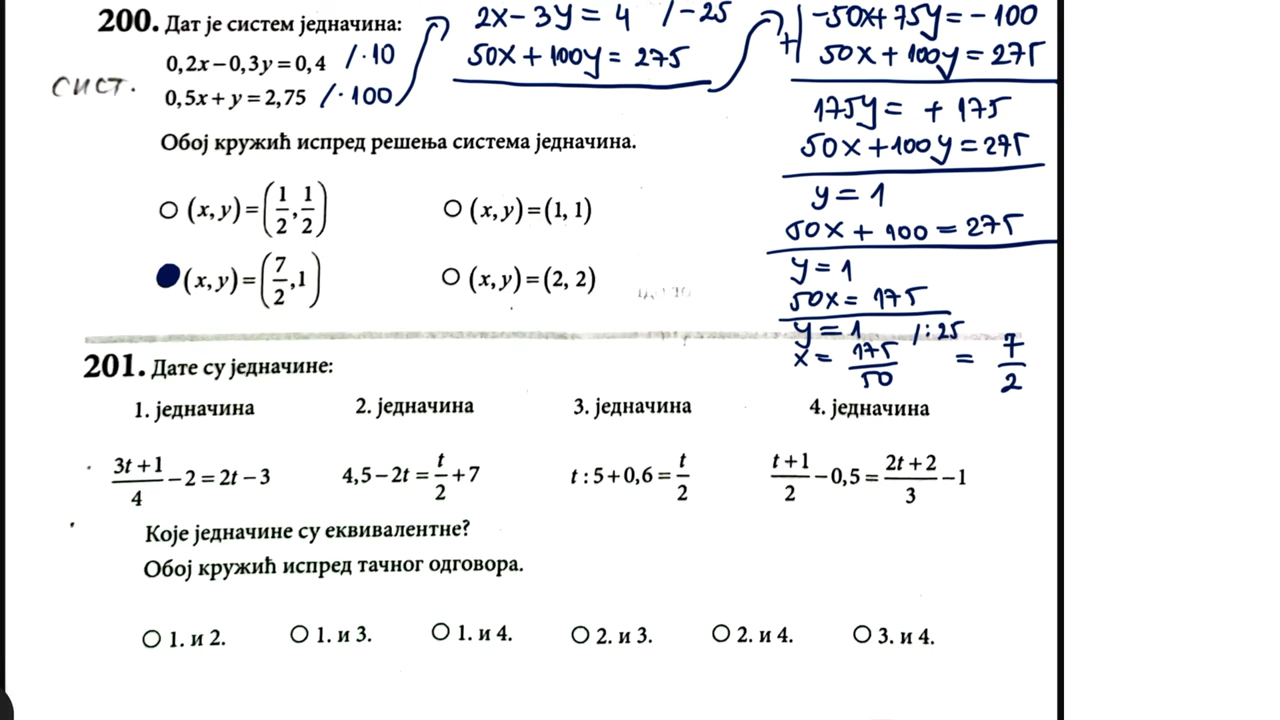 200. Дат је систем једначина:
0,2x – 0,3y = 0,4 /·10
сист.
0,5x + y = 2,75 /·100
2x – 3y = 4 /–25
50x + 100y = 275
+| –50x + 75y = –100
50x + 100y = 275
175y = + 175
50x + 100y = 275
y = 1
50x + 100 = 275
y = 1
50x = 175
y = 1 /:25
x = 175/50 = 7/2
Обој кружић испред решења система једначина.
○ (x, y) = (1/2, 1/2) ○ (x, y) = (1, 1)
● (x, y) = (7/2, 1) ○ (x, y) = (2, 2)
201. Дате су једначине:
1. једначина 2. једначина 3. једначина 4. једначина
(3t + 1)/4 – 2 = 2t – 3 4,5 – 2t = t/2 + 7 t : 5 + 0,6 = t/2 (t + 1)/2 – 0,5 = (2t + 2)/3 – 1
Које једначине су еквивалентне?
Обој кружић испред тачног одговора.
○ 1. и 2. ○ 1. и 3. ○ 1. и 4. ○ 2. и 3. ○ 2. и 4. ○ 3. и 4.